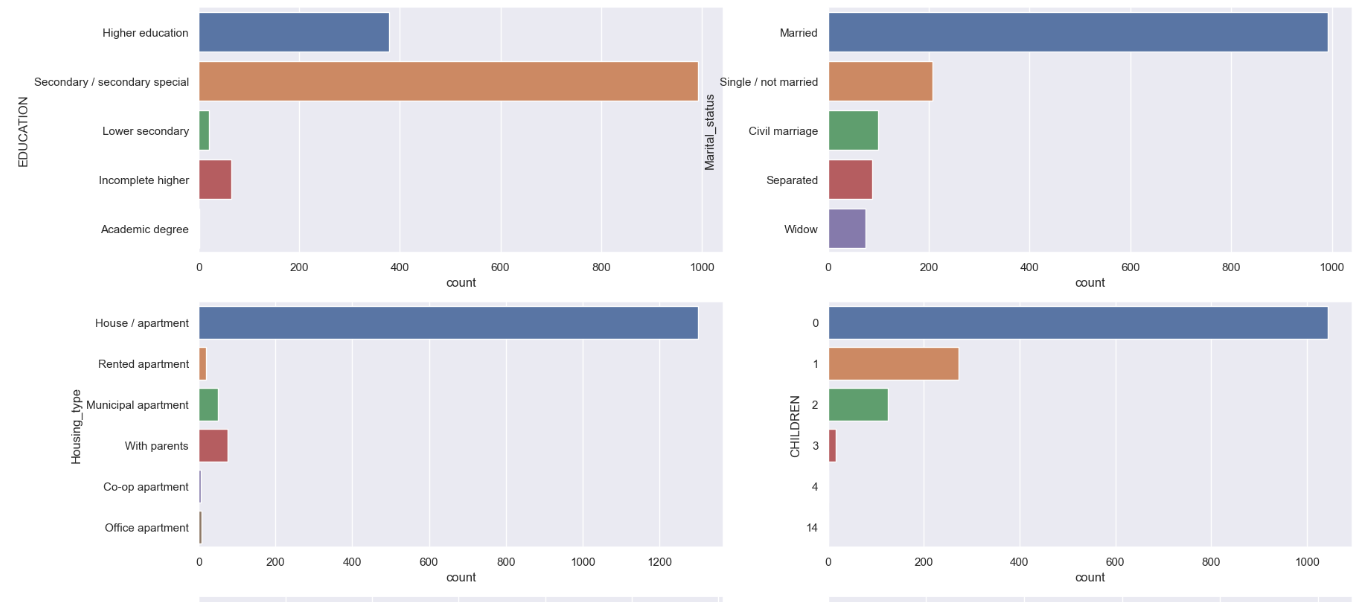 EDUCATION
Higher education
Secondary / secondary special
Lower secondary
Incomplete higher
Academic degree
0 200 400 600 800 1000
count
Marital_status
Married
Single / not married
Civil marriage
Separated
Widow
0 200 400 600 800 1000
count
Housing_type
House / apartment
Rented apartment
Municipal apartment
With parents
Co-op apartment
Office apartment
0 200 400 600 800 1000 1200
count
CHILDREN
0
1
2
3
4
14
0 200 400 600 800 1000
count